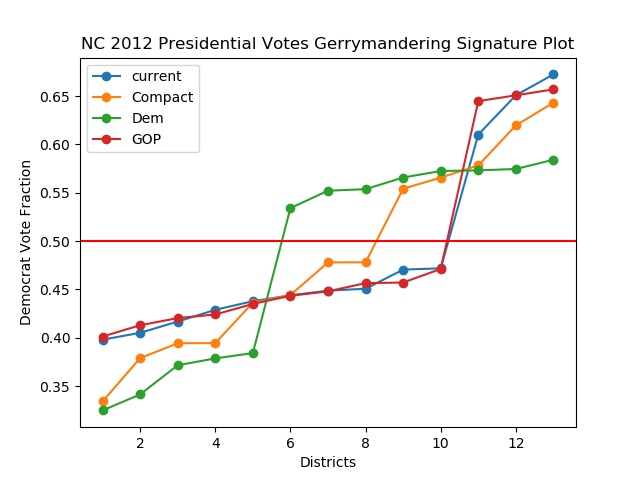 NC 2012 Presidential Votes Gerrymandering Signature Plot
current
Compact
Dem
GOP
Democrat Vote Fraction
0.65
0.60
0.55
0.50
0.45
0.40
0.35
2 4 6 8 10 12
Districts